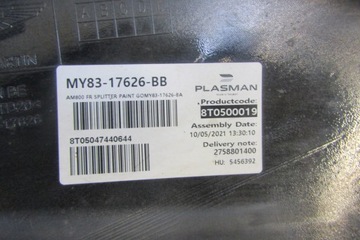 MY83-17626-BB
AM800 FR SPLITTER PAINT GOMY83-17626-BA
8T05047440644
PLASMAN
Productcode:
8T0500019
Assembly Date:
10/05/2021 13:30:10
Delivery note:
2758801400
HU: 5456392